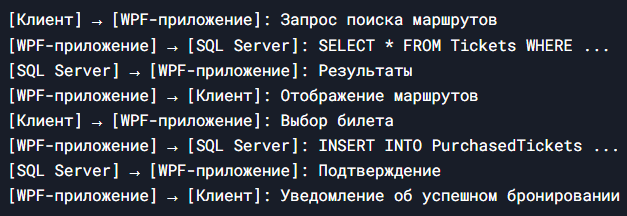 [Клиент] → [WPF-приложение]: Запрос поиска маршрутов
[WPF-приложение] → [SQL Server]: SELECT * FROM Tickets WHERE ...
[SQL Server] → [WPF-приложение]: Результаты
[WPF-приложение] → [Клиент]: Отображение маршрутов
[Клиент] → [WPF-приложение]: Выбор билета
[WPF-приложение] → [SQL Server]: INSERT INTO PurchasedTickets ...
[SQL Server] → [WPF-приложение]: Подтверждение
[WPF-приложение] → [Клиент]: Уведомление об успешном бронировании